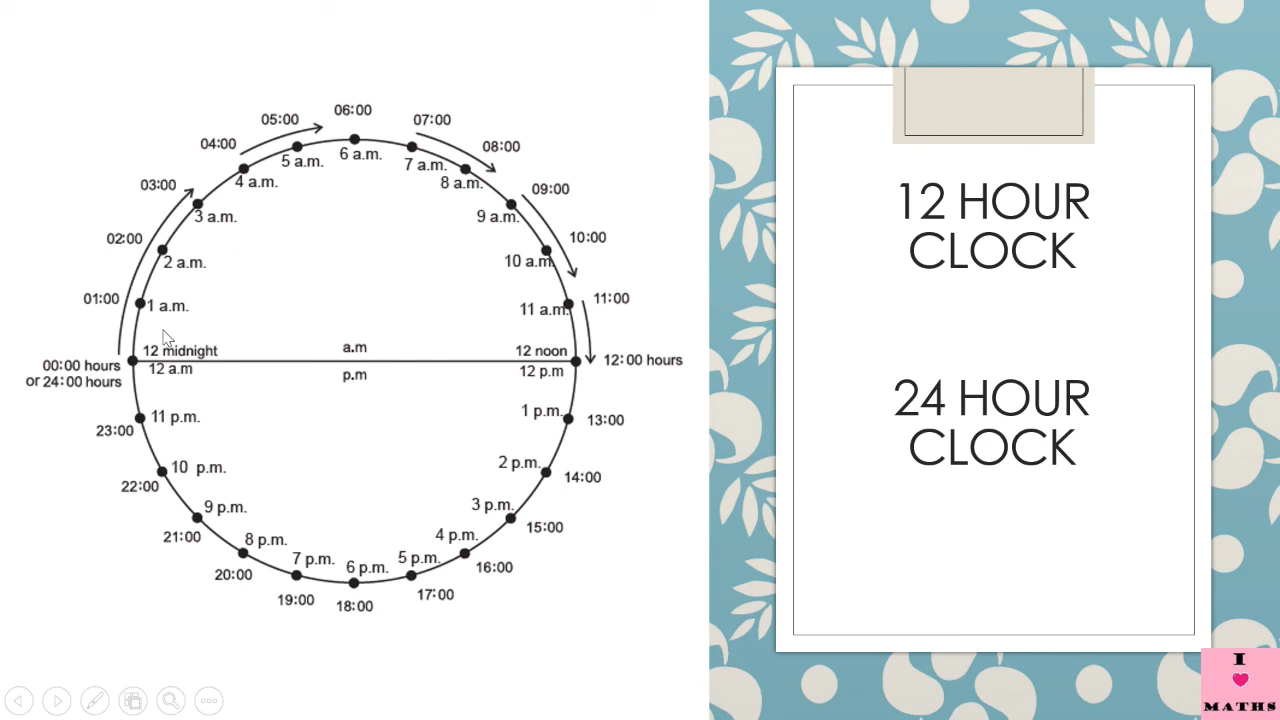 06:00
05:00
07:00
04:00
08:00
6 a.m.
5 a.m.
7 a.m.
4 a.m.
8 a.m.
03:00
09:00
3 a.m.
9 a.m.
02:00
10:00
2 a.m.
10 a.m.
01:00
11:00
1 a.m.
11 a.m.
12 midnight
a.m
12 noon
00:00 hours
or 24:00 hours
12 a.m
p.m
12 p.m
12:00 hours
11 p.m.
1 p.m.
23:00
13:00
10 p.m.
2 p.m.
22:00
14:00
9 p.m.
3 p.m.
21:00
15:00
8 p.m.
4 p.m.
20:00
16:00
7 p.m.
6 p.m.
5 p.m.
19:00
18:00
17:00
12 HOUR
CLOCK
24 HOUR
CLOCK
I
MATHS